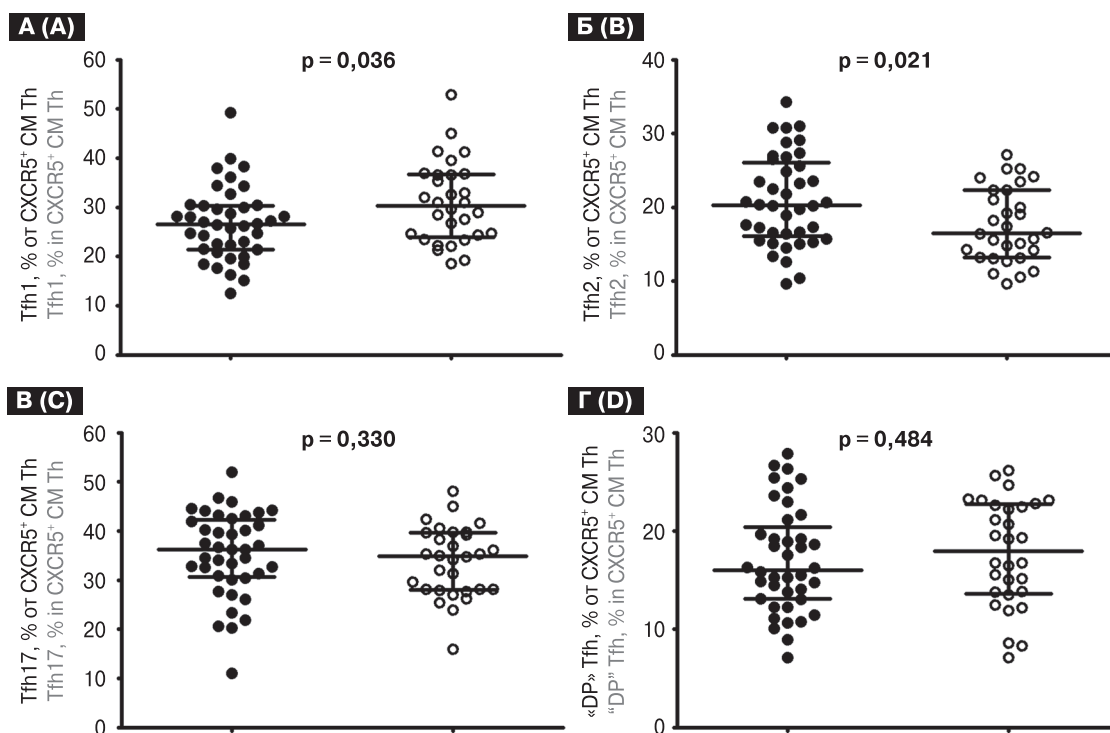 А (A)
p = 0,036
Tfh1, % от CXCR5⁺ CM Th
Tfh1, % in CXCR5⁺ CM Th
60
50
40
30
20
10
0
Б (B)
p = 0,021
Tfh2, % от CXCR5⁺ CM Th
Tfh2, % in CXCR5⁺ CM Th
40
30
20
10
0
В (C)
p = 0,330
Tfh17, % от CXCR5⁺ CM Th
Tfh17, % in CXCR5⁺ CM Th
60
50
40
30
20
10
0
Г (D)
p = 0,484
«DP» Tfh, % от CXCR5⁺ CM Th
“DP” Tfh, % in CXCR5⁺ CM Th
30
20
10
0